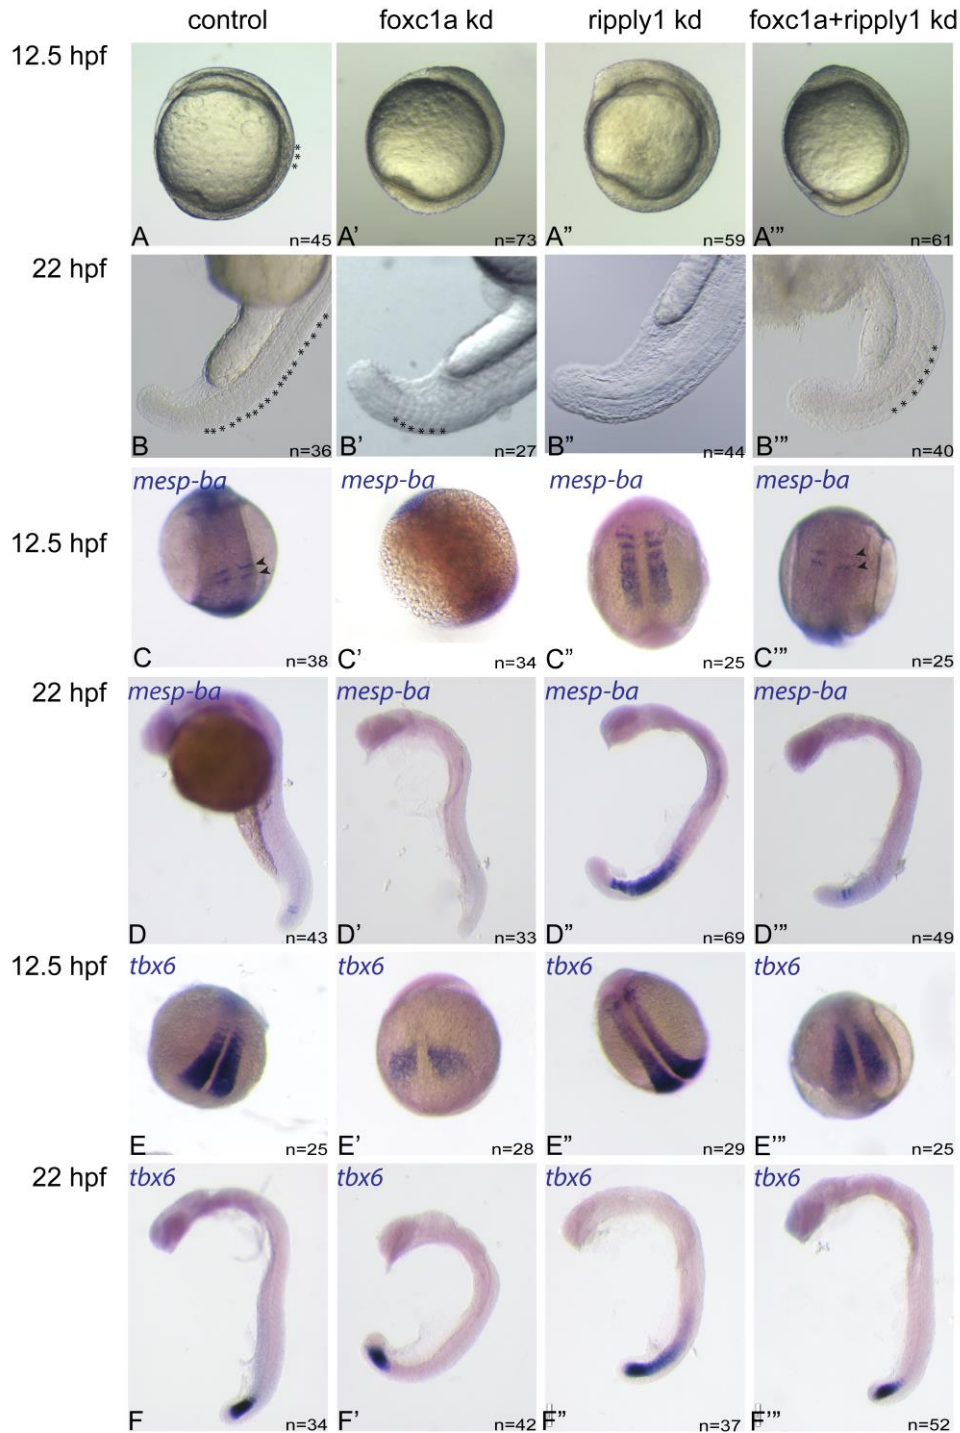 control foxc1a kd ripply1 kd foxc1a+ripply1 kd
12.5 hpf
A n=45 A' n=73 A'' n=59 A''' n=61
22 hpf
B n=36 B' n=27 B'' n=44 B''' n=40
mesp-ba mesp-ba mesp-ba mesp-ba
12.5 hpf
C n=38 C' n=34 C'' n=25 C''' n=25
22 hpf
mesp-ba mesp-ba mesp-ba mesp-ba
D n=43 D' n=33 D'' n=69 D''' n=49
12.5 hpf
tbx6 tbx6 tbx6 tbx6
E n=25 E' n=28 E'' n=29 E''' n=25
22 hpf
tbx6 tbx6 tbx6 tbx6
F n=34 F' n=42 F'' n=37 F''' n=52